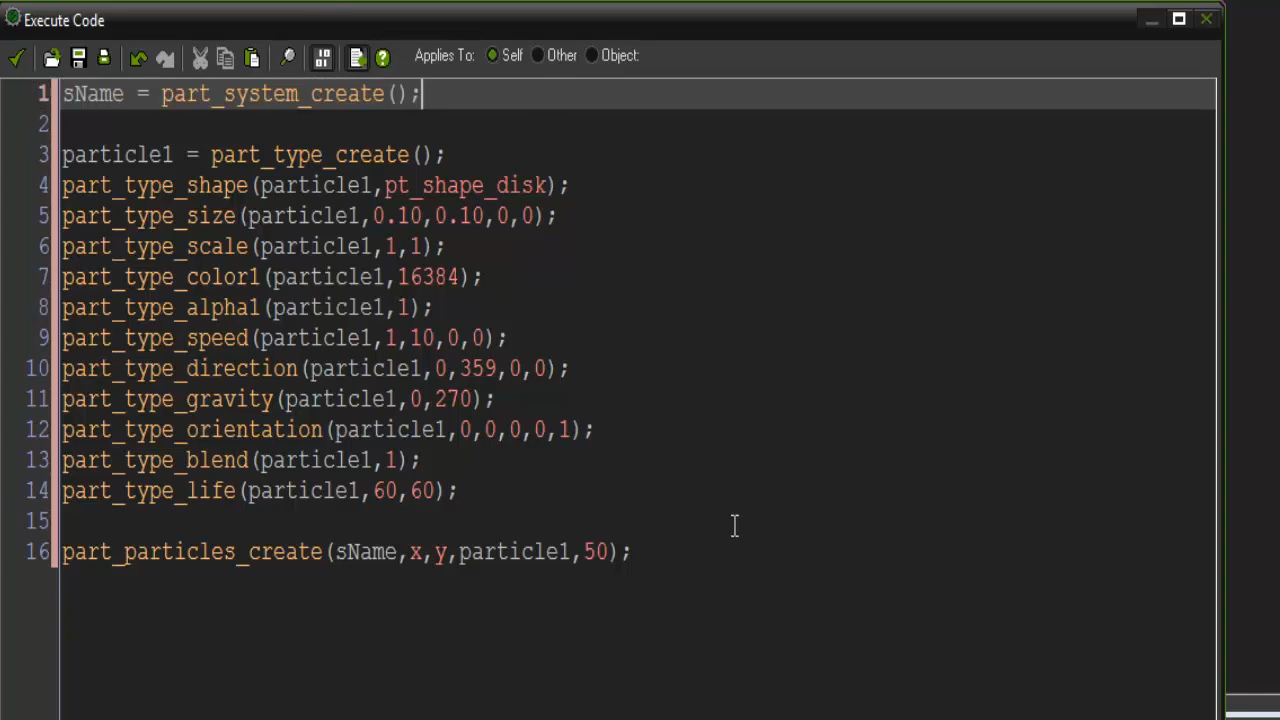 Execute Code
Applies To: Self Other Object:
1 sName = part_system_create();
2
3 particle1 = part_type_create();
4 part_type_shape(particle1,pt_shape_disk);
5 part_type_size(particle1,0.10,0.10,0,0);
6 part_type_scale(particle1,1,1);
7 part_type_color1(particle1,16384);
8 part_type_alpha1(particle1,1);
9 part_type_speed(particle1,1,10,0,0);
10 part_type_direction(particle1,0,359,0,0);
11 part_type_gravity(particle1,0,270);
12 part_type_orientation(particle1,0,0,0,0,1);
13 part_type_blend(particle1,1);
14 part_type_life(particle1,60,60);
15
16 part_particles_create(sName,x,y,particle1,50);